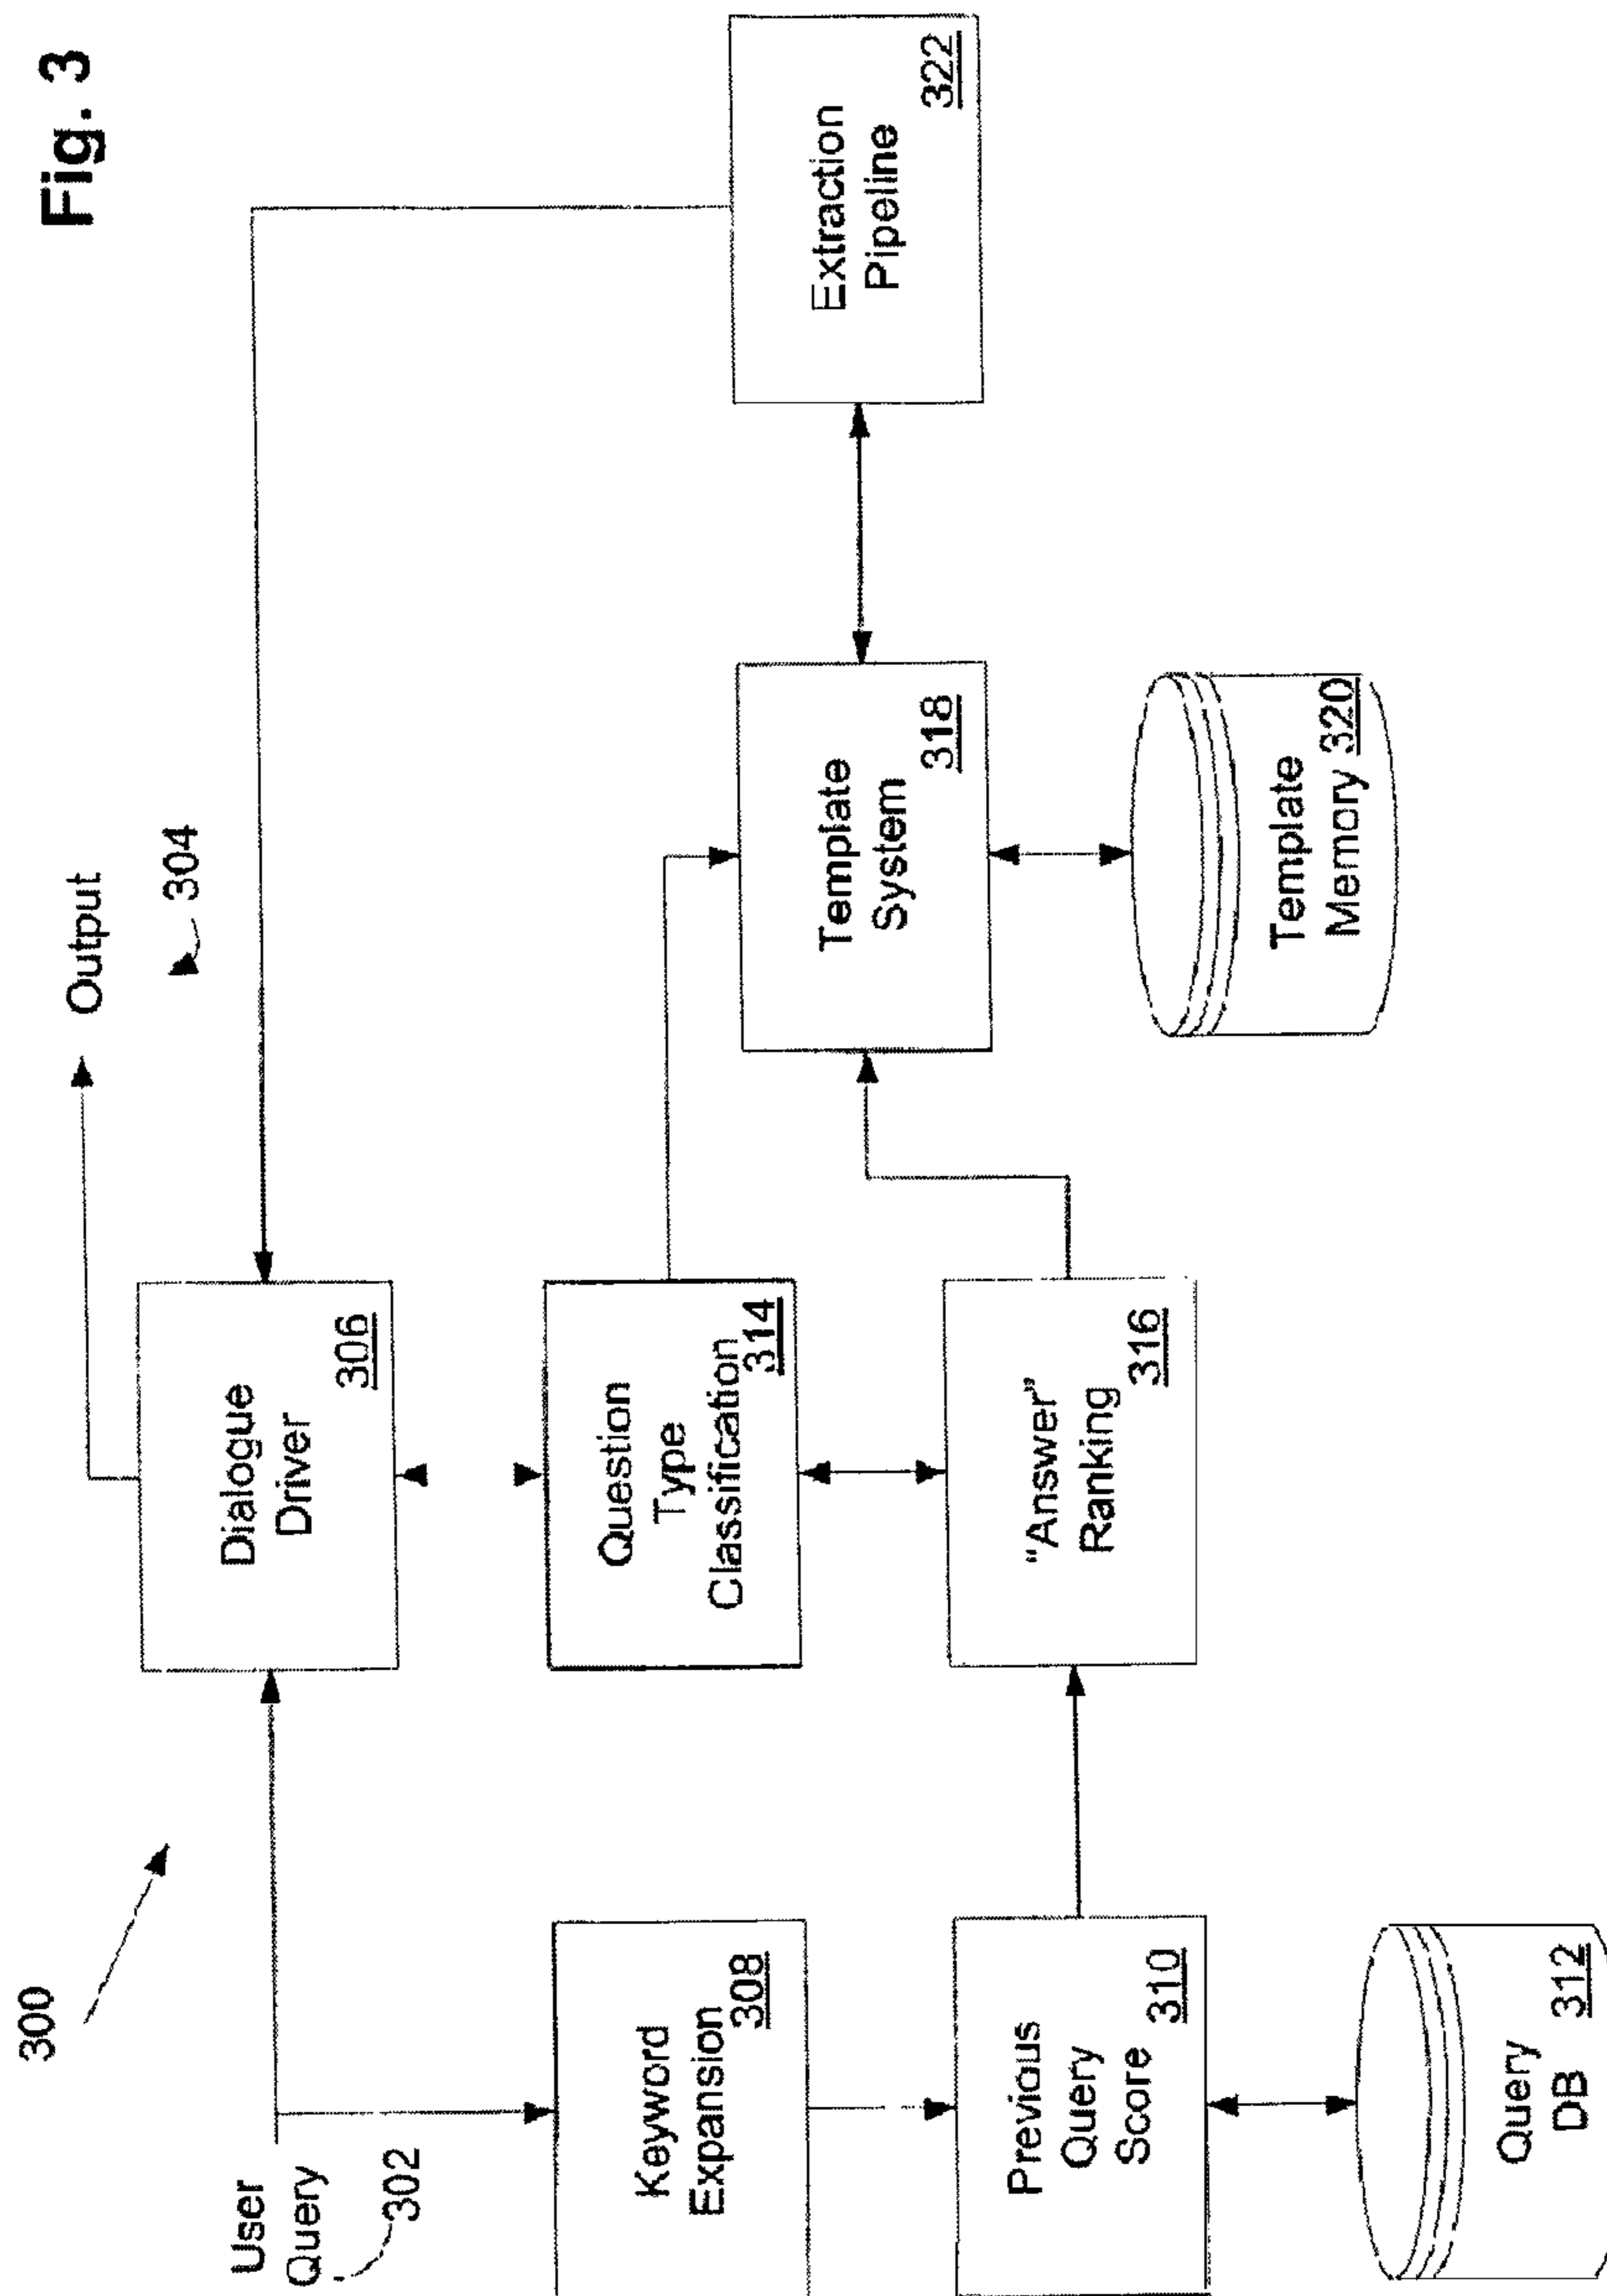 Fig. 3
300
User
Query
302
Output
304
Dialogue
Driver
306
Keyword
Expansion
308
Question
Type
Classification
314
Template
System
318
Extraction
Pipeline
322
Previous
Query
Score
310
"Answer"
Ranking
316
Template
Memory 320
Query
DB 312